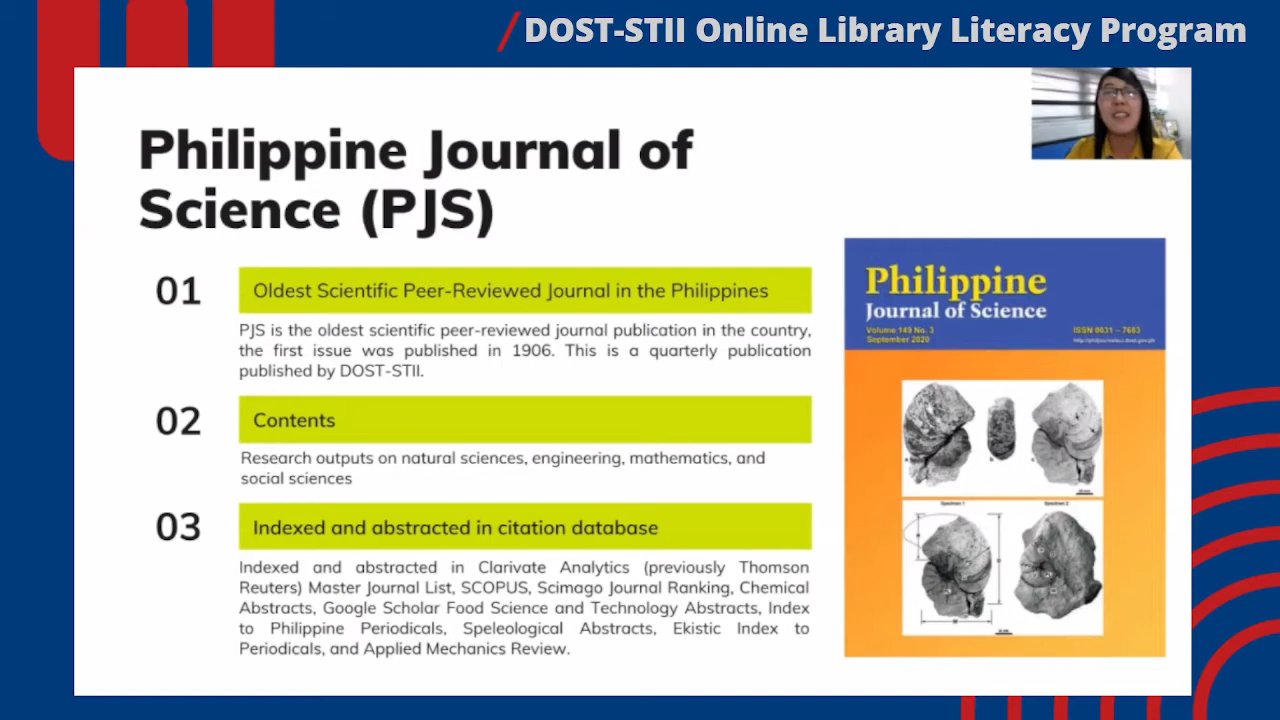 /DOST-STII Online Library Literacy Program
Philippine Journal of
Science (PJS)
01
Oldest Scientific Peer-Reviewed Journal in the Philippines
PJS is the oldest scientific peer-reviewed journal publication in the country,
the first issue was published in 1906. This is a quarterly publication
published by DOST-STII.
02
Contents
Research outputs on natural sciences, engineering, mathematics, and
social sciences
03
Indexed and abstracted in citation database
Indexed and abstracted in Clarivate Analytics (previously Thomson
Reuters) Master Journal List, SCOPUS, Scimago Journal Ranking, Chemical
Abstracts, Google Scholar Food Science and Technology Abstracts, Index
to Philippine Periodicals, Speleological Abstracts, Ekistic Index to
Periodicals, and Applied Mechanics Review.
Philippine
Journal of Science
Volume 149 No. 3
September 2020
ISSN 0031 – 7683
Specimen 1
Specimen 2